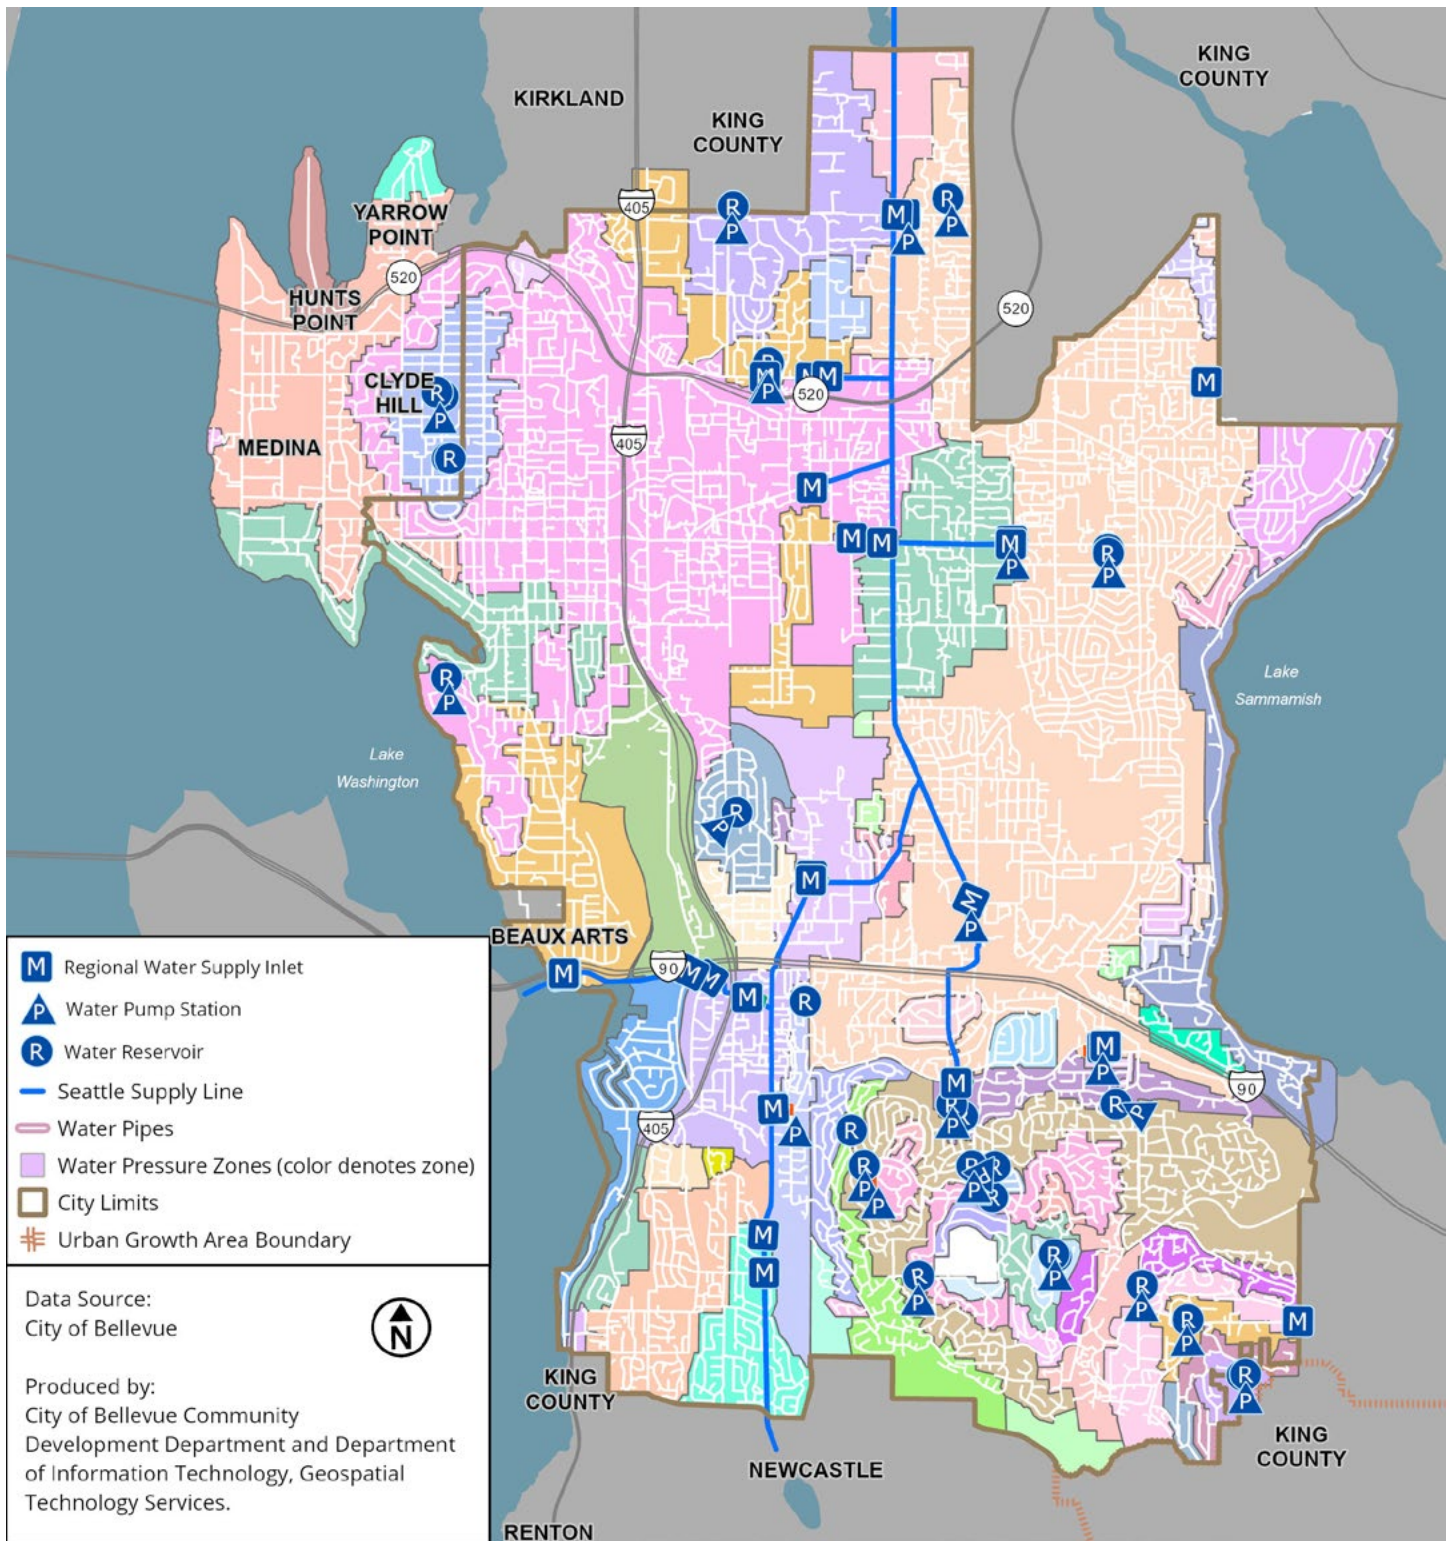 KING
COUNTY
KIRKLAND
KING
COUNTY
405
YARROW
POINT
520
HUNTS
POINT
520
CLYDE
HILL
520
MEDINA
405
Lake
Sammamish
Lake
Washington
BEAUX ARTS
90
90
405
M Regional Water Supply Inlet
P Water Pump Station
R Water Reservoir
Seattle Supply Line
Water Pipes
Water Pressure Zones (color denotes zone)
City Limits
Urban Growth Area Boundary
Data Source:
City of Bellevue
N
Produced by:
City of Bellevue Community
Development Department and Department
of Information Technology, Geospatial
Technology Services.
KING
COUNTY
NEWCASTLE
KING
COUNTY
RENTON